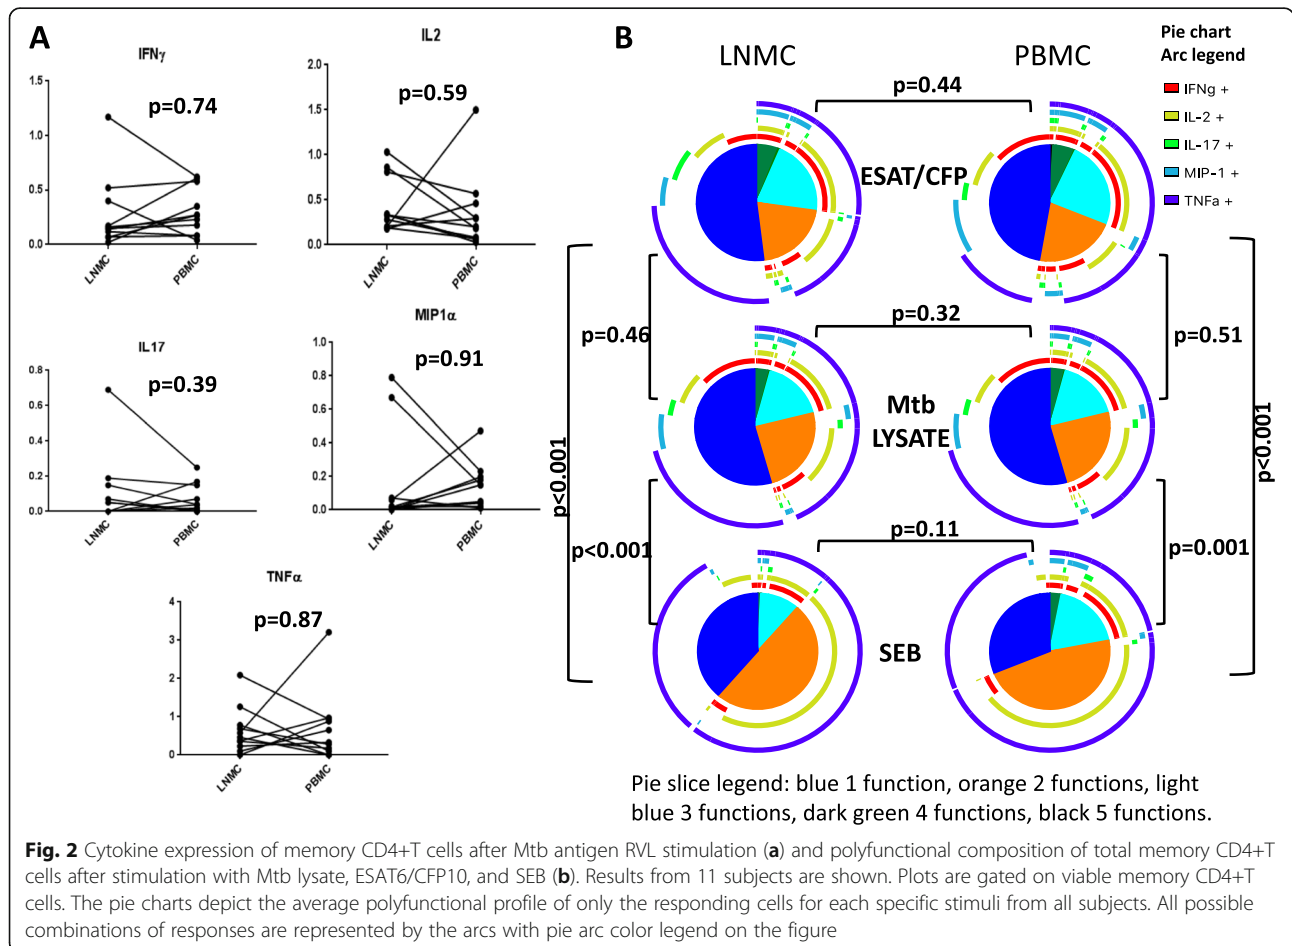 A
IFNγ
p=0.74
1.5
1.0
0.5
0.0
LNMC
PBMC
IL2
p=0.59
2.0
1.5
1.0
0.5
0.0
LNMC
PBMC
IL17
p=0.39
0.8
0.6
0.4
0.2
0.0
LNMC
PBMC
MIP1α
p=0.91
1.0
0.8
0.6
0.4
0.2
0.0
LNMC
PBMC
TNFα
p=0.87
4
3
2
1
0
LNMC
PBMC
B
LNMC
PBMC
Pie chart
Arc legend
IFNg +
IL-2 +
IL-17 +
MIP-1 +
TNFa +
p=0.44
ESAT/CFP
p=0.46
p=0.32
p=0.51
Mtb
LYSATE
p<0.001
p<0.001
p<0.001
p=0.11
p=0.001
SEB
Pie slice legend: blue 1 function, orange 2 functions, light
blue 3 functions, dark green 4 functions, black 5 functions.
Fig. 2 Cytokine expression of memory CD4+T cells after Mtb antigen RVL stimulation (a) and polyfunctional composition of total memory CD4+T
cells after stimulation with Mtb lysate, ESAT6/CFP10, and SEB (b). Results from 11 subjects are shown. Plots are gated on viable memory CD4+T
cells. The pie charts depict the average polyfunctional profile of only the responding cells for each specific stimuli from all subjects. All possible
combinations of responses are represented by the arcs with pie arc color legend on the figure